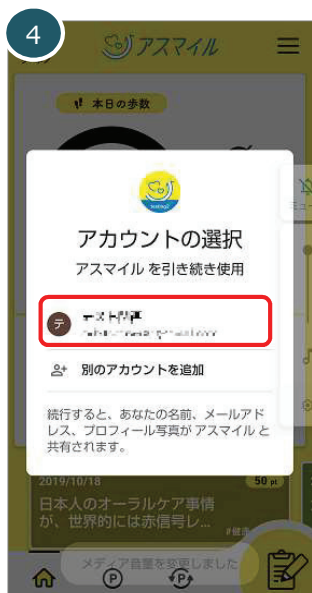 4
アスマイル
本日の歩数
アカウントの選択
アスマイル を引き続き使用
テ
別のアカウントを追加
続行すると、あなたの名前、メールアド
レス、プロフィール写真が アスマイル と
共有されます。
2019/10/18
50 pt
日本人のオーラルケア事情
が、世界的には赤信号レ...
メディア音量を変更しました
P
P